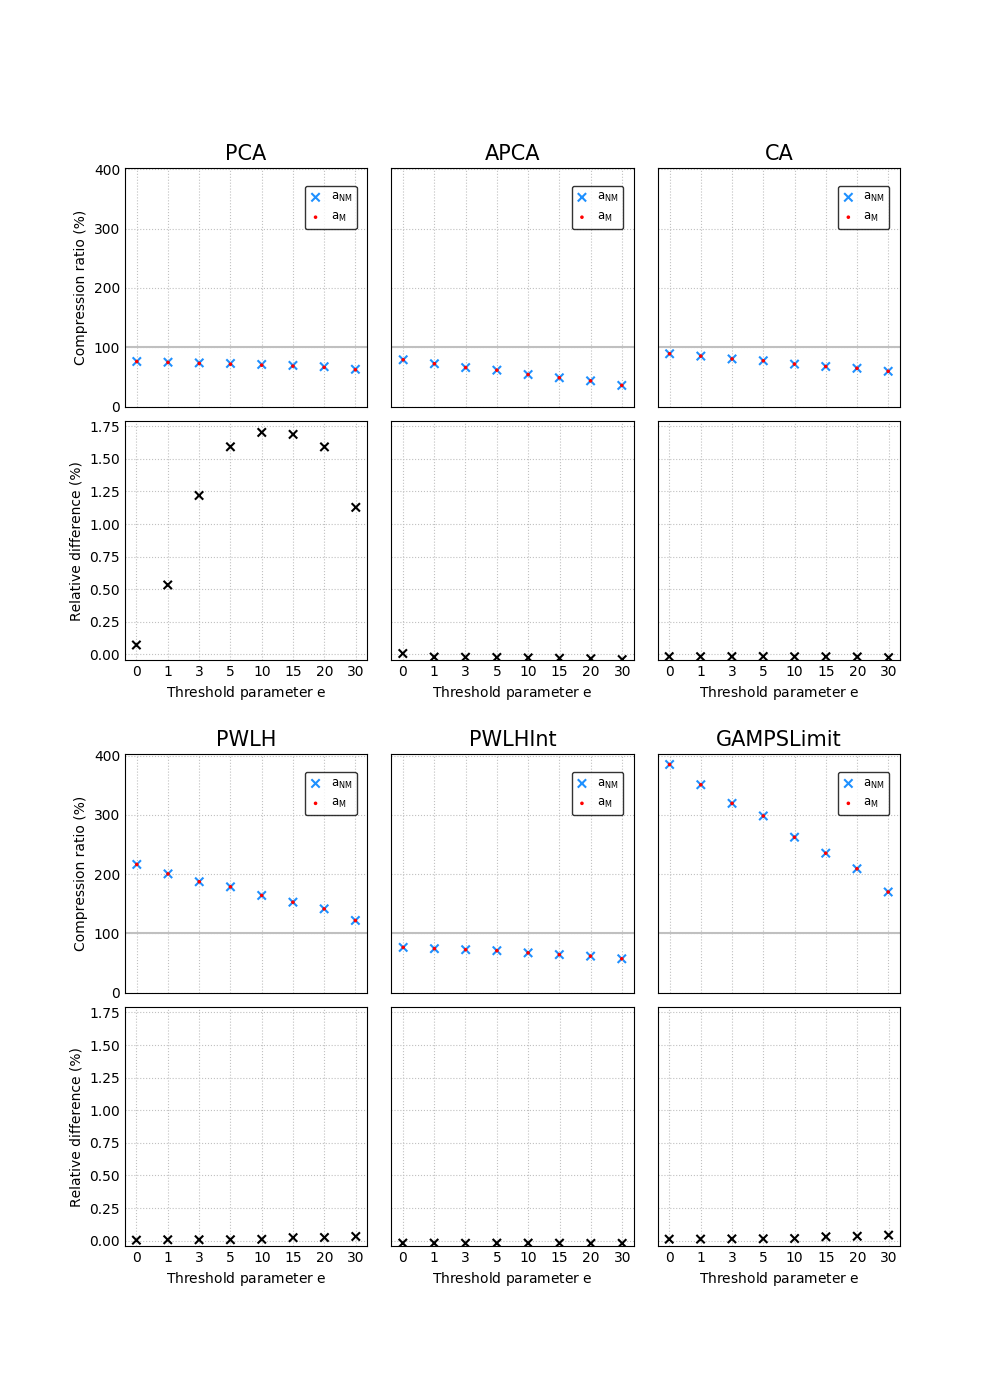 PCA APCA CA
400
300
200
100
0
Compression ratio (%)
aNM
aM
aNM
aM
aNM
aM
1.75
1.50
1.25
1.00
0.75
0.50
0.25
0.00
Relative difference (%)
0 1 3 5 10 15 20 30 0 1 3 5 10 15 20 30 0 1 3 5 10 15 20 30
Threshold parameter e Threshold parameter e Threshold parameter e
PWLH PWLHInt GAMPSLimit
400
300
200
100
0
Compression ratio (%)
aNM
aM
aNM
aM
aNM
aM
1.75
1.50
1.25
1.00
0.75
0.50
0.25
0.00
Relative difference (%)
0 1 3 5 10 15 20 30 0 1 3 5 10 15 20 30 0 1 3 5 10 15 20 30
Threshold parameter e Threshold parameter e Threshold parameter e